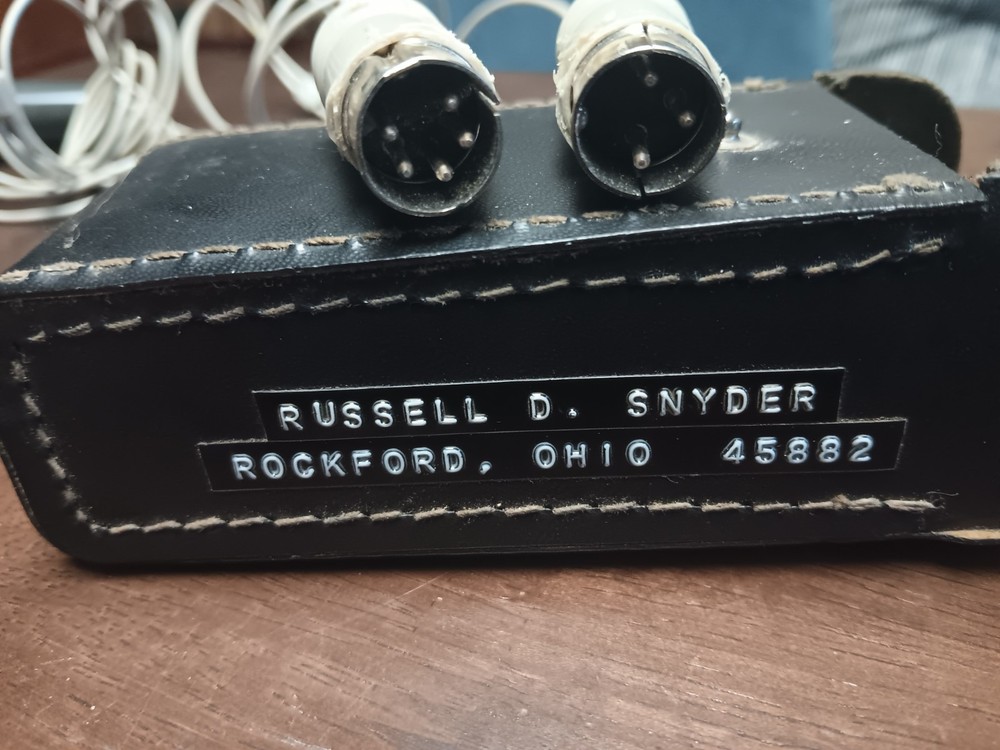 RUSSELL D. SNYDER
ROCKFORD, OHIO 45882